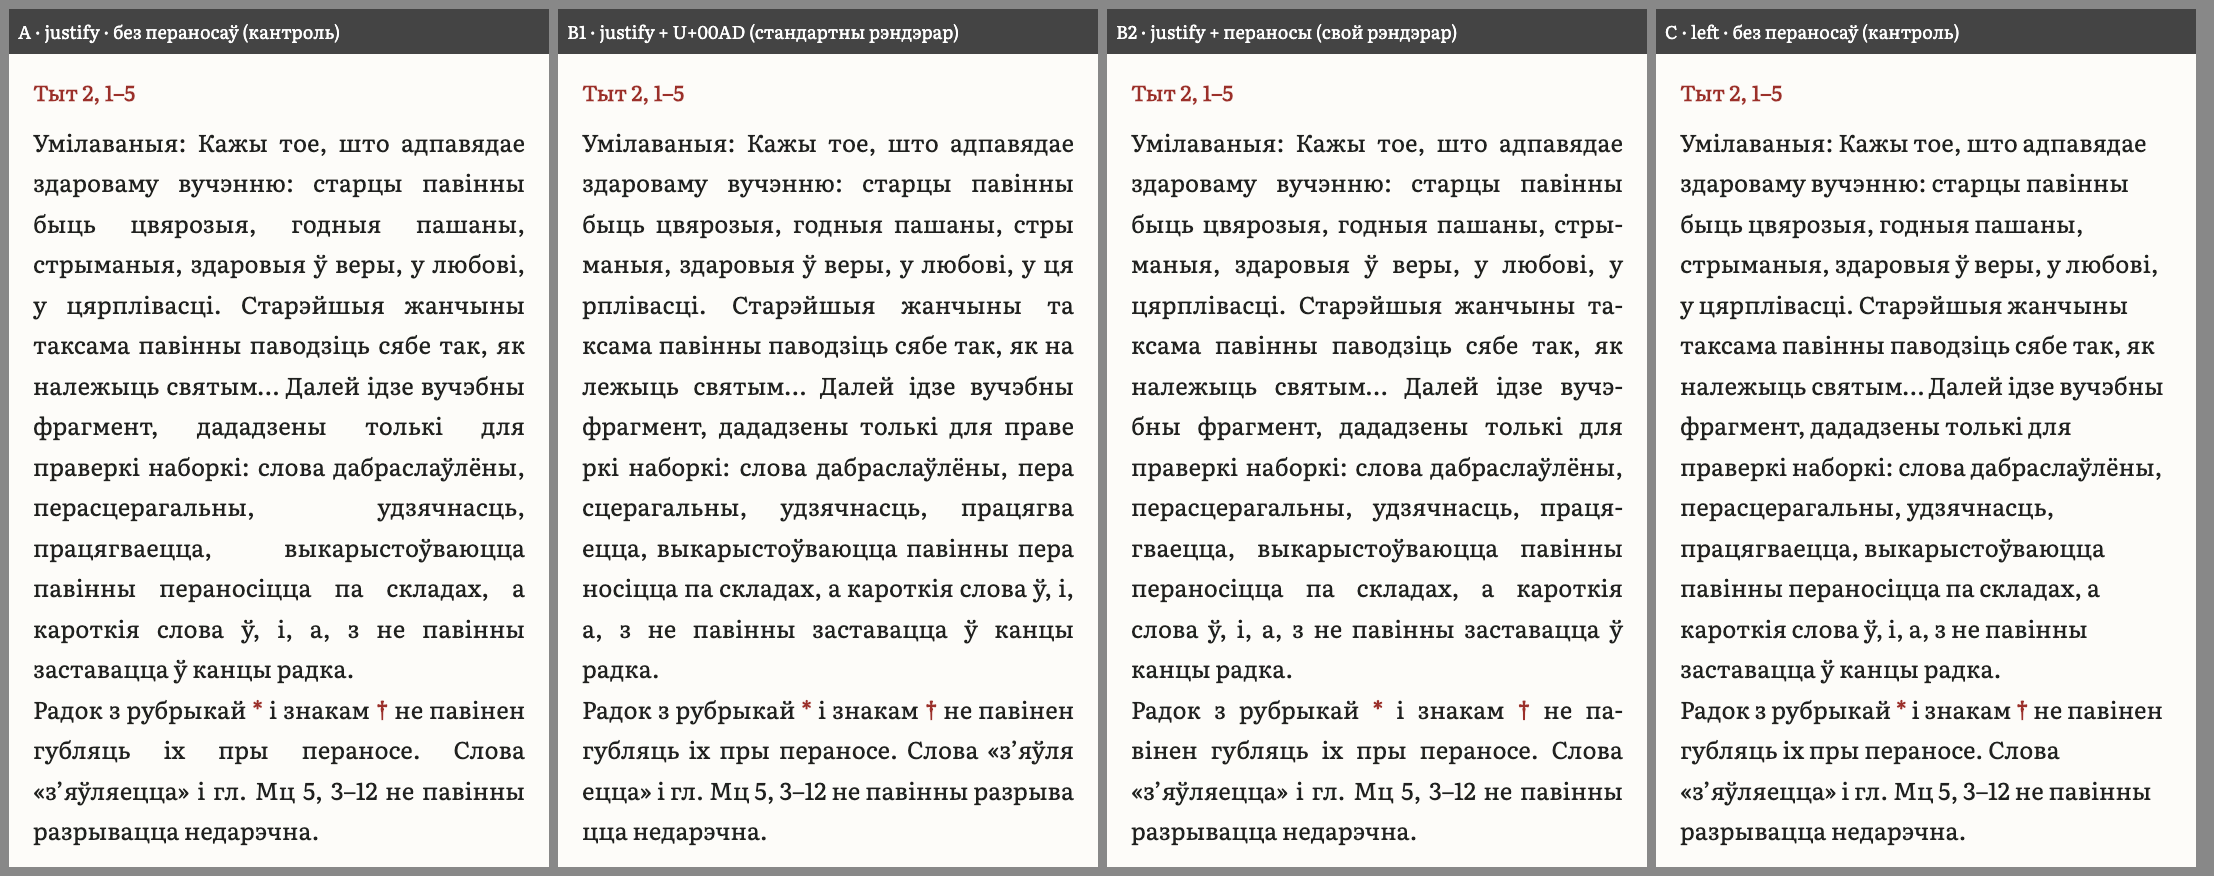 A · justify · без пераносаў (кантроль)
Тыт 2, 1–5
Умілаваныя: Кажы тое, што адпавядае
здароваму вучэнню: старцы павінны
быць цвярозыя, годныя пашаны,
стрыманыя, здаровыя ў веры, у любові,
у цярплівасці. Старэйшыя жанчыны
таксама павінны паводзіць сябе так, як
належыць святым… Далей ідзе вучэбны
фрагмент, дададзены толькі для
праверкі наборкі: слова дабраслаўлёны,
перасцерагальны, удзячнасць,
працягваецца, выкарыстоўваюцца
павінны пераносіцца па складах, а
кароткія слова ў, і, а, з не павінны
заставацца ў канцы радка.
Радок з рубрыкай * і знакам † не павінен
губляць іх пры пераносе. Слова
«з’яўляецца» і гл. Мц 5, 3–12 не павінны
разрывацца недарэчна.
B1 · justify + U+00AD (стандартны рэндэрар)
Тыт 2, 1–5
Умілаваныя: Кажы тое, што адпавядае
здароваму вучэнню: старцы павінны
быць цвярозыя, годныя пашаны, стры
маныя, здаровыя ў веры, у любові, у ця
рплівасці. Старэйшыя жанчыны та
ксама павінны паводзіць сябе так, як на
лежыць святым… Далей ідзе вучэбны
фрагмент, дададзены толькі для праве
ркі наборкі: слова дабраслаўлёны, пера
сцерагальны, удзячнасць, працягва
ецца, выкарыстоўваюцца павінны пера
носіцца па складах, а кароткія слова ў, і,
а, з не павінны заставацца ў канцы
радка.
Радок з рубрыкай * і знакам † не павінен
губляць іх пры пераносе. Слова «з’яўля
ецца» і гл. Мц 5, 3–12 не павінны разрыва
цца недарэчна.
B2 · justify + пераносы (свой рэндэрар)
Тыт 2, 1–5
Умілаваныя: Кажы тое, што адпавядае
здароваму вучэнню: старцы павінны
быць цвярозыя, годныя пашаны, стры-
маныя, здаровыя ў веры, у любові, у
цярплівасці. Старэйшыя жанчыны та-
ксама павінны паводзіць сябе так, як
належыць святым… Далей ідзе вучэ-
бны фрагмент, дададзены толькі для
праверкі наборкі: слова дабраслаўлёны,
перасцерагальны, удзячнасць, праця-
гваецца, выкарыстоўваюцца павінны
пераносіцца па складах, а кароткія
слова ў, і, а, з не павінны заставацца ў
канцы радка.
Радок з рубрыкай * і знакам † не па-
вінен губляць іх пры пераносе. Слова
«з’яўляецца» і гл. Мц 5, 3–12 не павінны
разрывацца недарэчна.
C · left · без пераносаў (кантроль)
Тыт 2, 1–5
Умілаваныя: Кажы тое, што адпавядае
здароваму вучэнню: старцы павінны
быць цвярозыя, годныя пашаны,
стрыманыя, здаровыя ў веры, у любові,
у цярплівасці. Старэйшыя жанчыны
таксама павінны паводзіць сябе так, як
належыць святым… Далей ідзе вучэбны
фрагмент, дададзены толькі для
праверкі наборкі: слова дабраслаўлёны,
перасцерагальны, удзячнасць,
працягваецца, выкарыстоўваюцца
павінны пераносіцца па складах, а
кароткія слова ў, і, а, з не павінны
заставацца ў канцы радка.
Радок з рубрыкай * і знакам † не павінен
губляць іх пры пераносе. Слова
«з’яўляецца» і гл. Мц 5, 3–12 не павінны
разрывацца недарэчна.